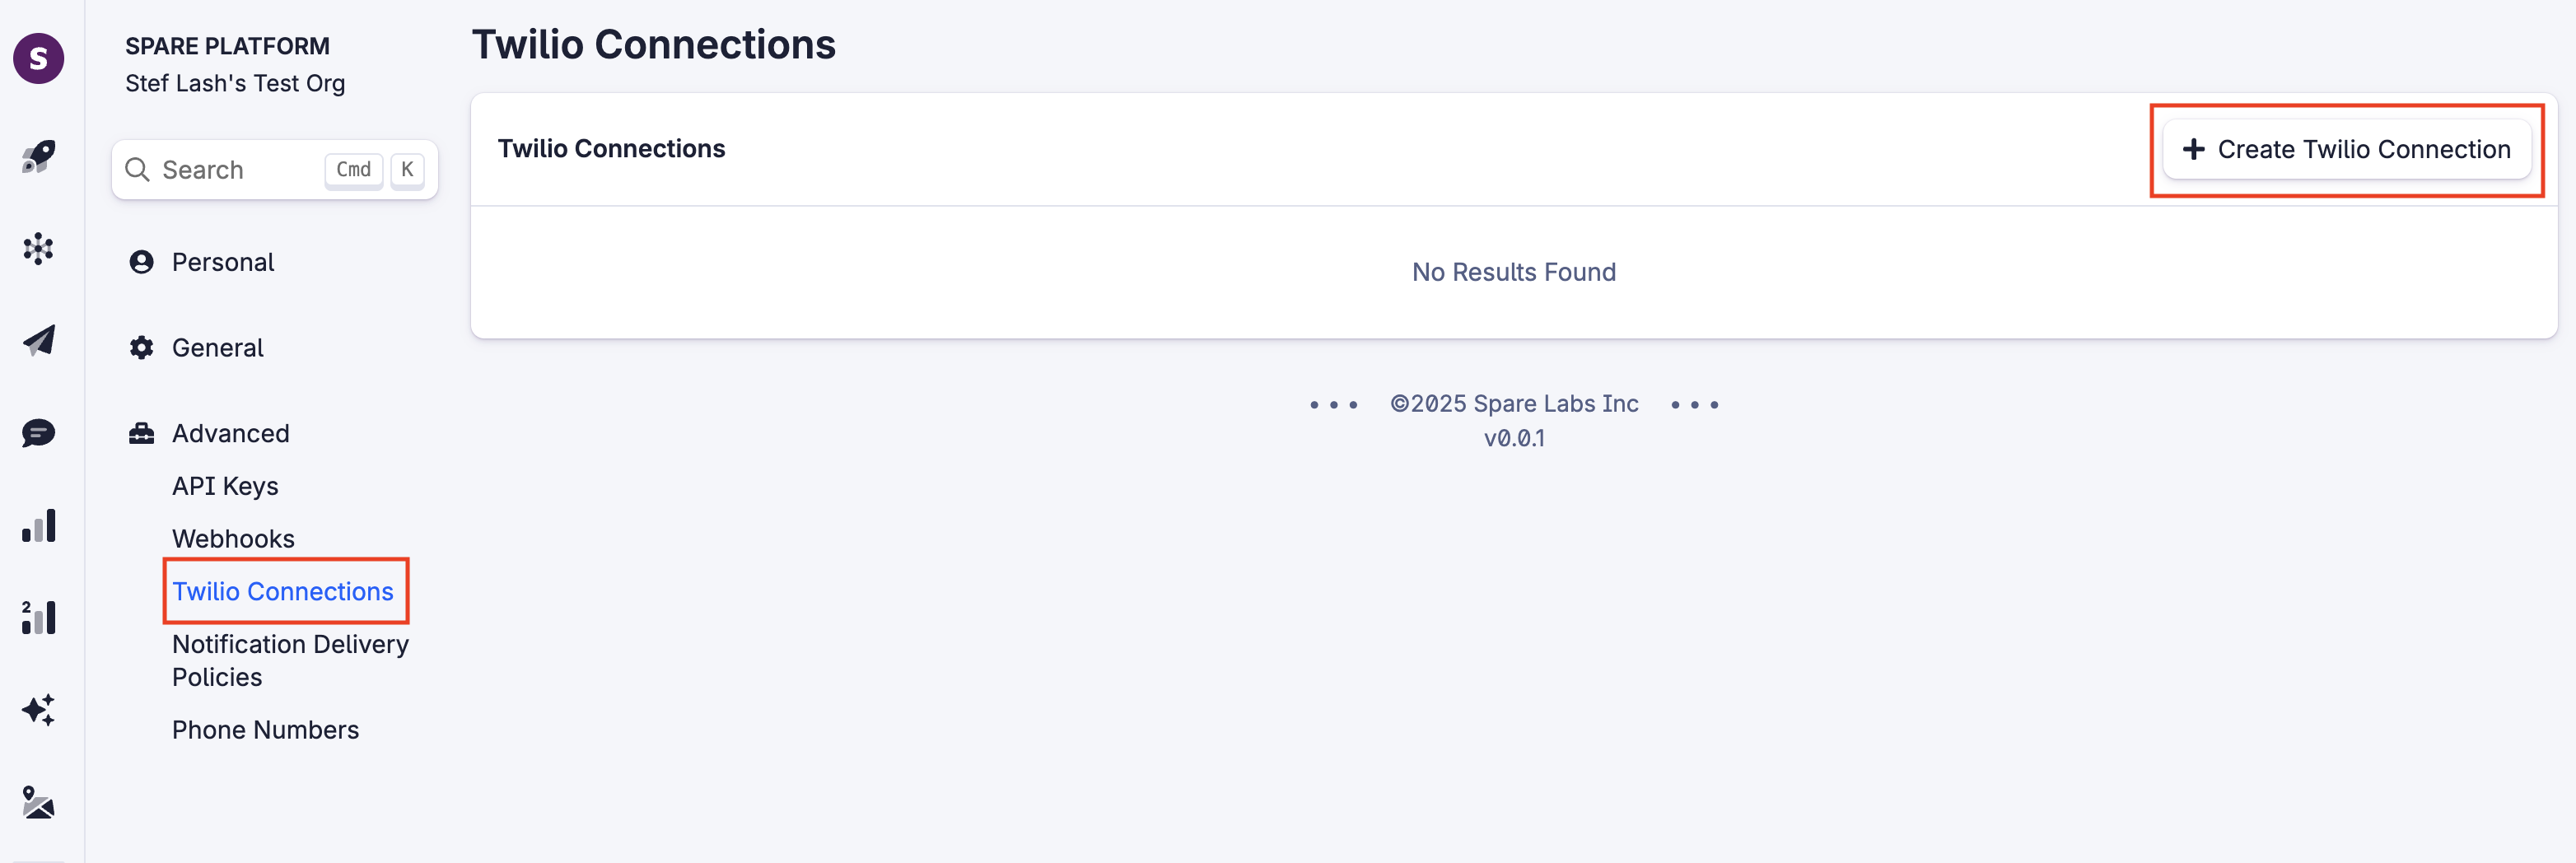 S
SPARE PLATFORM
Stef Lash's Test Org
Search Cmd K
Personal
General
Advanced
API Keys
Webhooks
Twilio Connections
Notification Delivery
Policies
Phone Numbers
2
Twilio Connections
Twilio Connections
+ Create Twilio Connection
No Results Found
••• ©2025 Spare Labs Inc •••
v0.0.1